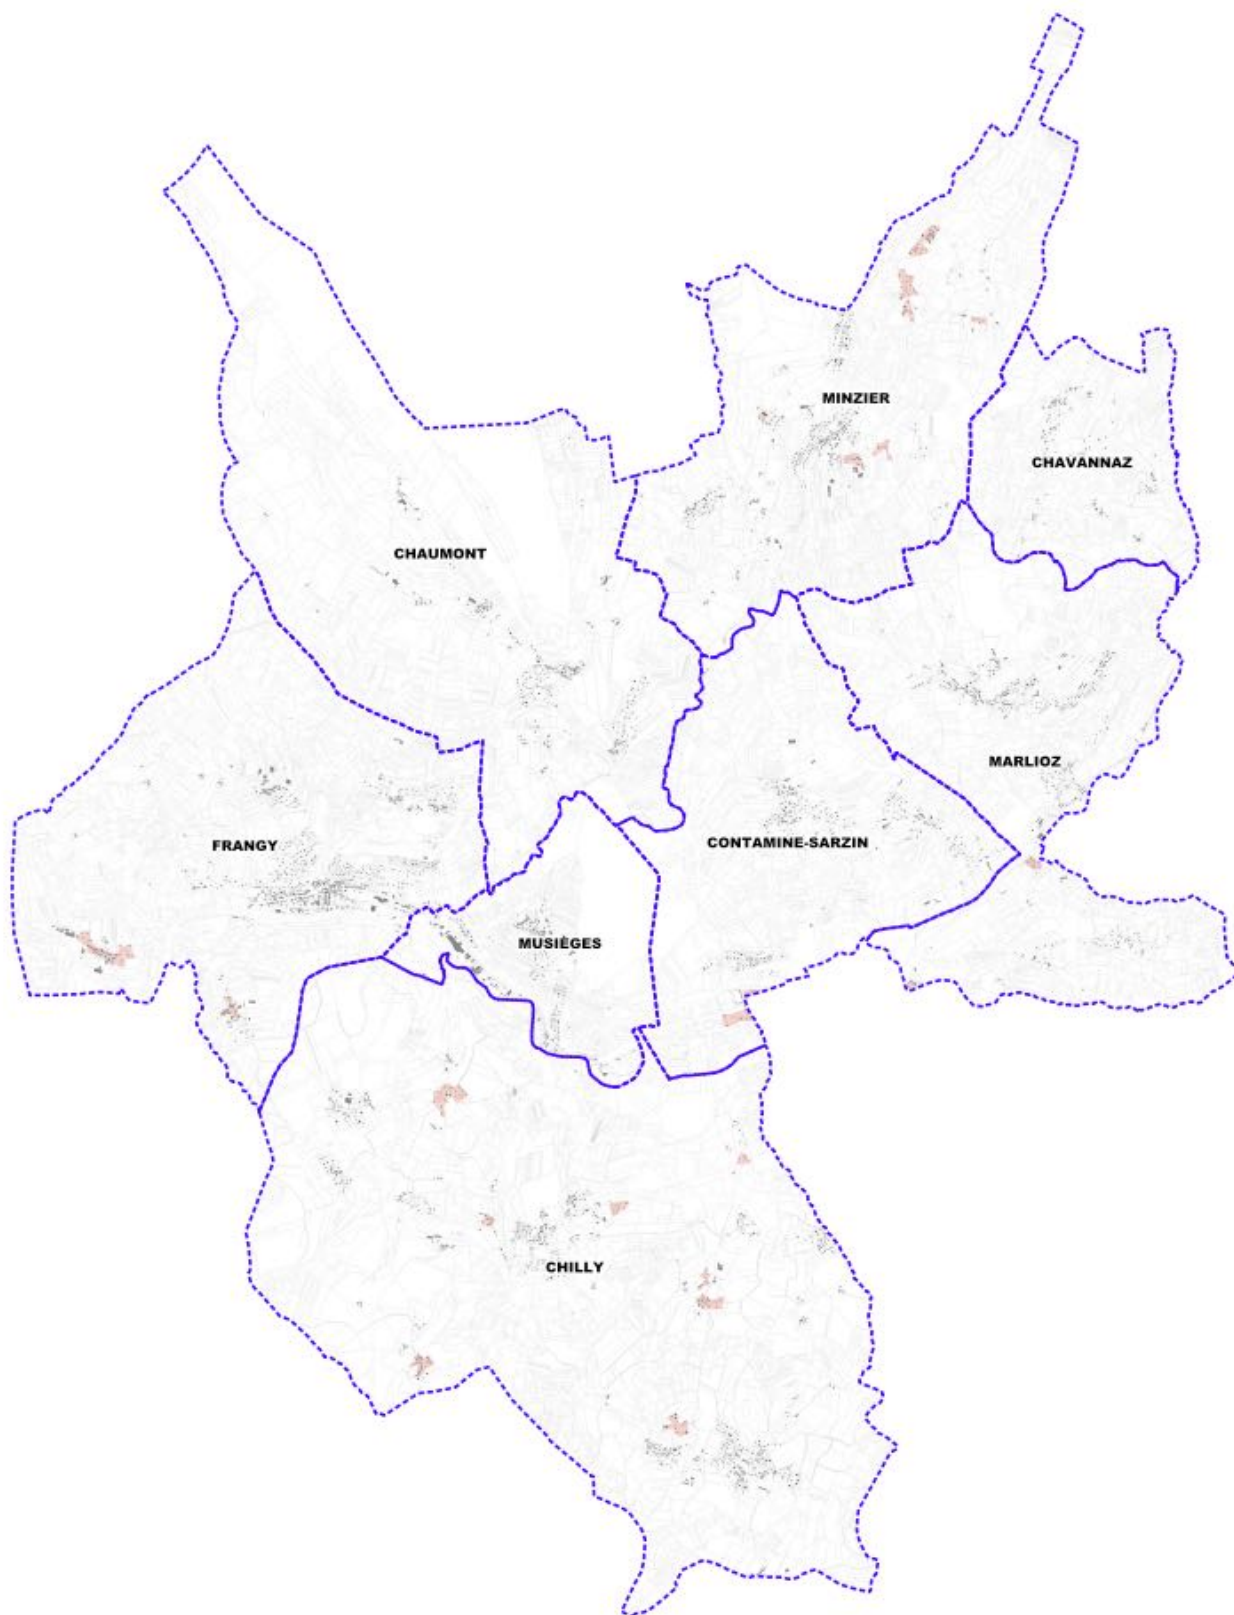 MINZIER
CHAVANNAZ
CHAUMONT
MARLIOZ
FRANGY
CONTAMINE-SARZIN
MUSIÈGES
CHILLY